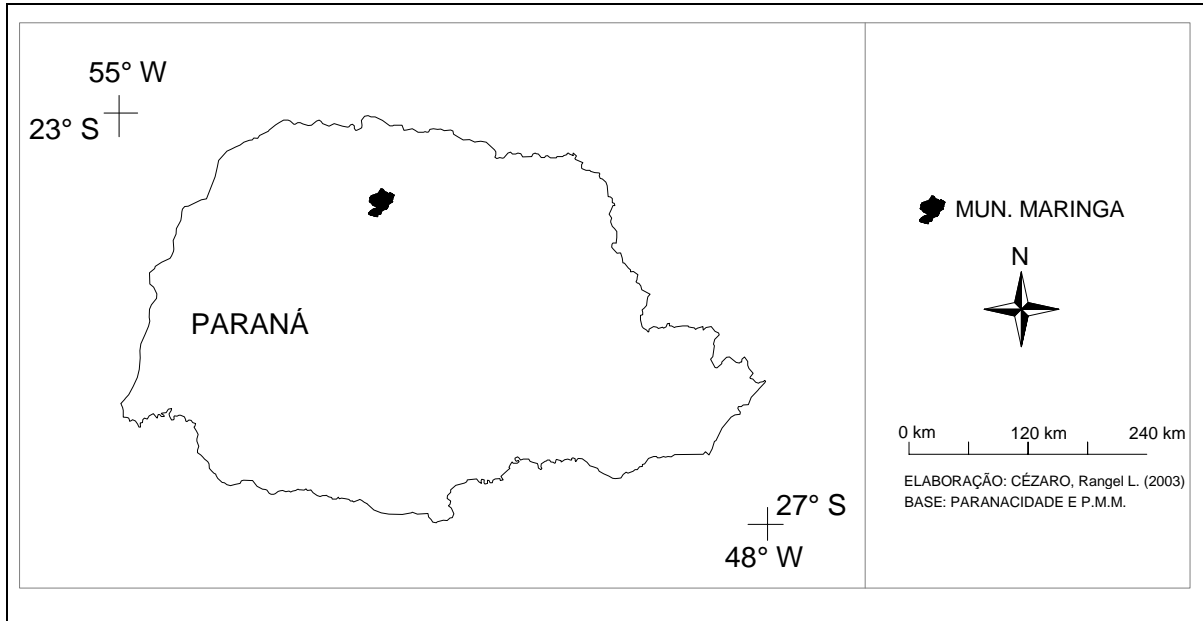 55° W
23° S
PARANÁ
27° S
48° W
MUN. MARINGA
N
0 km 120 km 240 km
ELABORAÇÃO: CÉZARO, Rangel L. (2003)
BASE: PARANACIDADE E P.M.M.